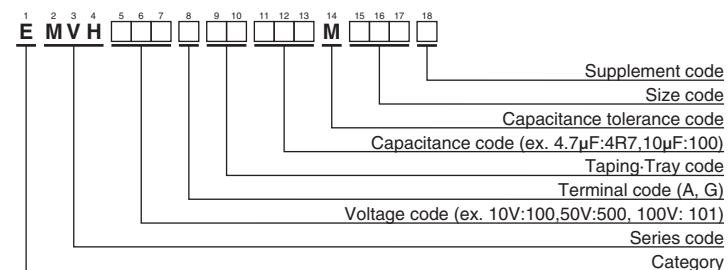 1 2 3 4 5 6 7 8 9 10 11 12 13 14 15 16 17 18
E M V H M
Supplement code
Size code
Capacitance tolerance code
Capacitance code (ex. 4.7µF:4R7,10µF:100)
Taping·Tray code
Terminal code (A, G)
Voltage code (ex. 10V:100,50V:500, 100V: 101)
Series code
Category